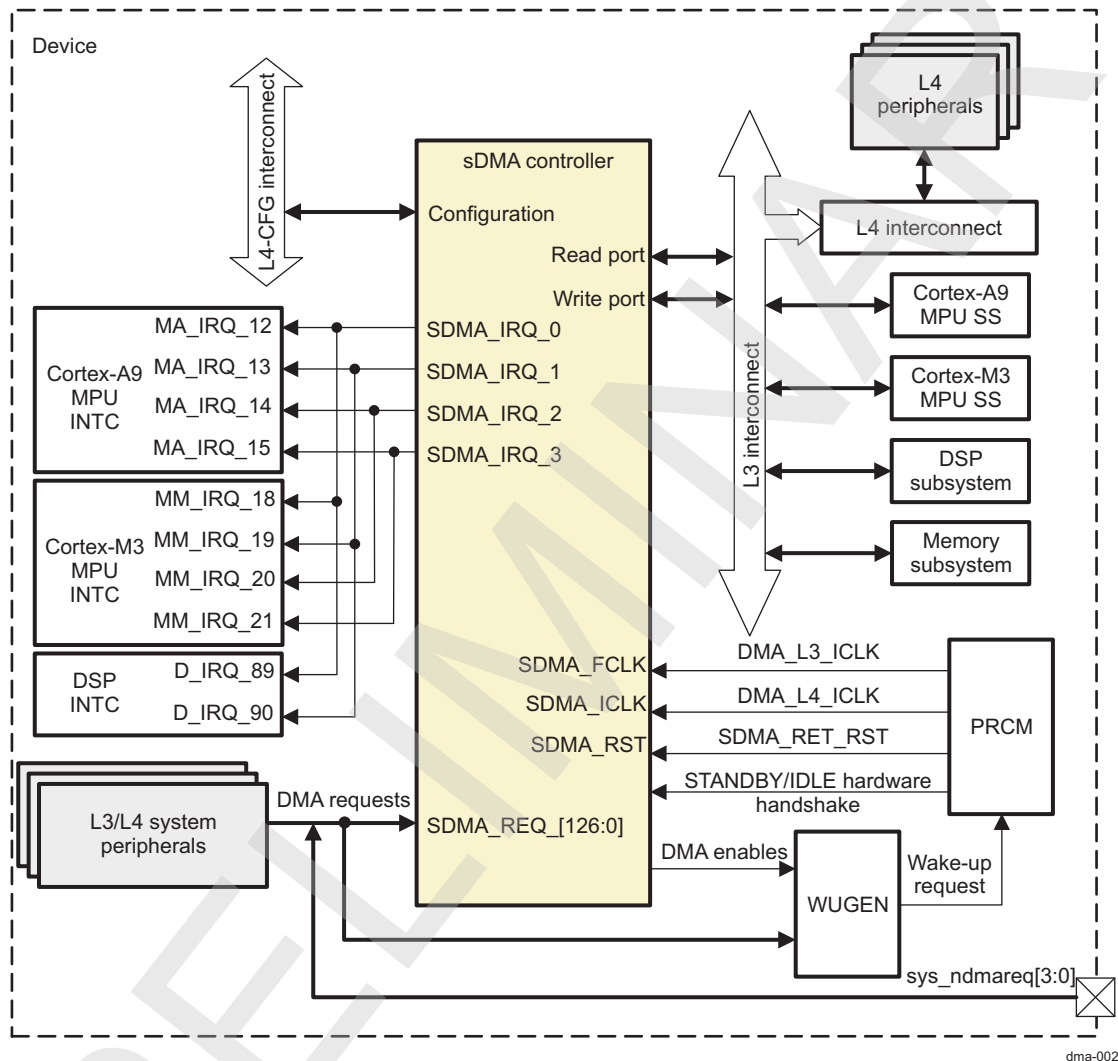 Device
L4-CFG interconnect
sDMA controller
Configuration
Read port
Write port
SDMA_IRQ_0
SDMA_IRQ_1
SDMA_IRQ_2
SDMA_IRQ_3
SDMA_FCLK
SDMA_ICLK
SDMA_RST
SDMA_REQ_[126:0]
Cortex-A9
MPU
INTC
MA_IRQ_12
MA_IRQ_13
MA_IRQ_14
MA_IRQ_15
Cortex-M3
MPU
INTC
MM_IRQ_18
MM_IRQ_19
MM_IRQ_20
MM_IRQ_21
DSP
INTC
D_IRQ_89
D_IRQ_90
L3/L4 system
peripherals
DMA requests
L3 interconnect
L4
peripherals
L4 interconnect
Cortex-A9
MPU SS
Cortex-M3
MPU SS
DSP
subsystem
Memory
subsystem
DMA_L3_ICLK
DMA_L4_ICLK
SDMA_RET_RST
STANDBY/IDLE hardware
handshake
PRCM
DMA enables
WUGEN
Wake-up
request
sys_ndmareq[3:0]
dma-002
RELIMINAR